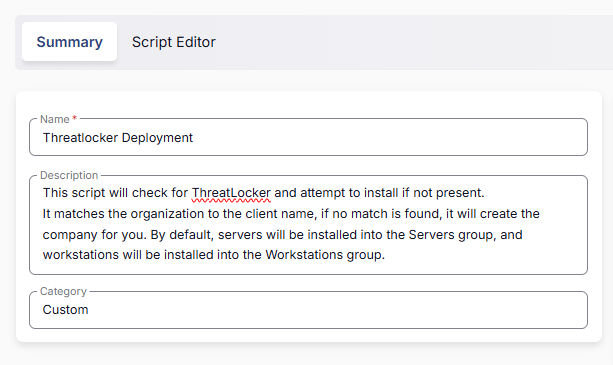 Summary
Script Editor
Name *
Threatlocker Deployment
Description
This script will check for ThreatLocker and attempt to install if not present.
It matches the organization to the client name, if no match is found, it will create the
company for you. By default, servers will be installed into the Servers group, and
workstations will be installed into the Workstations group.
Category
Custom